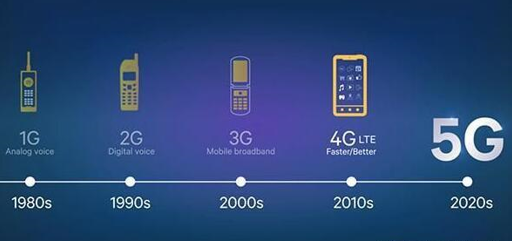 1G
Analog voice
2G
Digital voice
3G
Mobile broadband
4G LTE
Faster/Better
5G
1980s
1990s
2000s
2010s
2020s